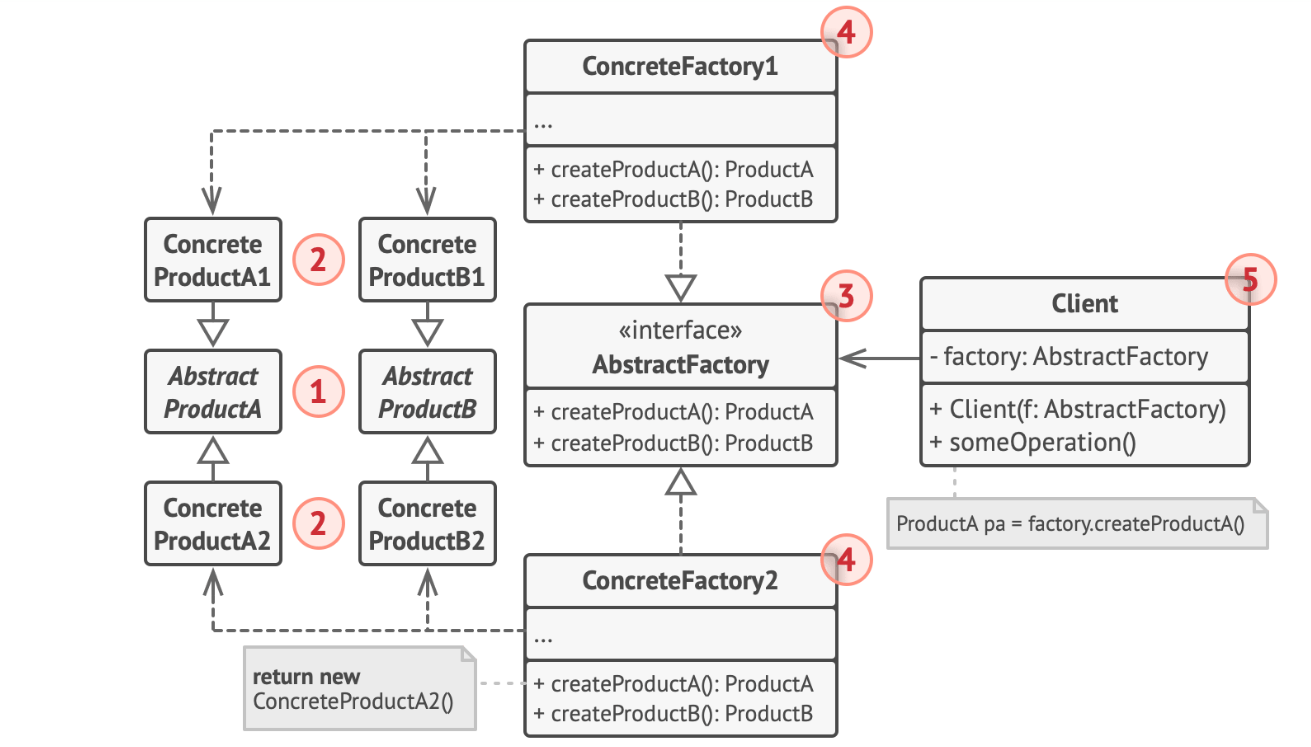 4
ConcreteFactory1
...
+ createProductA(): ProductA
+ createProductB(): ProductB
Concrete
ProductA1
2
Concrete
ProductB1
3
«interface»
AbstractFactory
+ createProductA(): ProductA
+ createProductB(): ProductB
5
Client
- factory: AbstractFactory
+ Client(f: AbstractFactory)
+ someOperation()
Abstract
ProductA
1
Abstract
ProductB
Concrete
ProductA2
2
Concrete
ProductB2
ProductA pa = factory.createProductA()
4
ConcreteFactory2
...
+ createProductA(): ProductA
+ createProductB(): ProductB
return new
ConcreteProductA2()